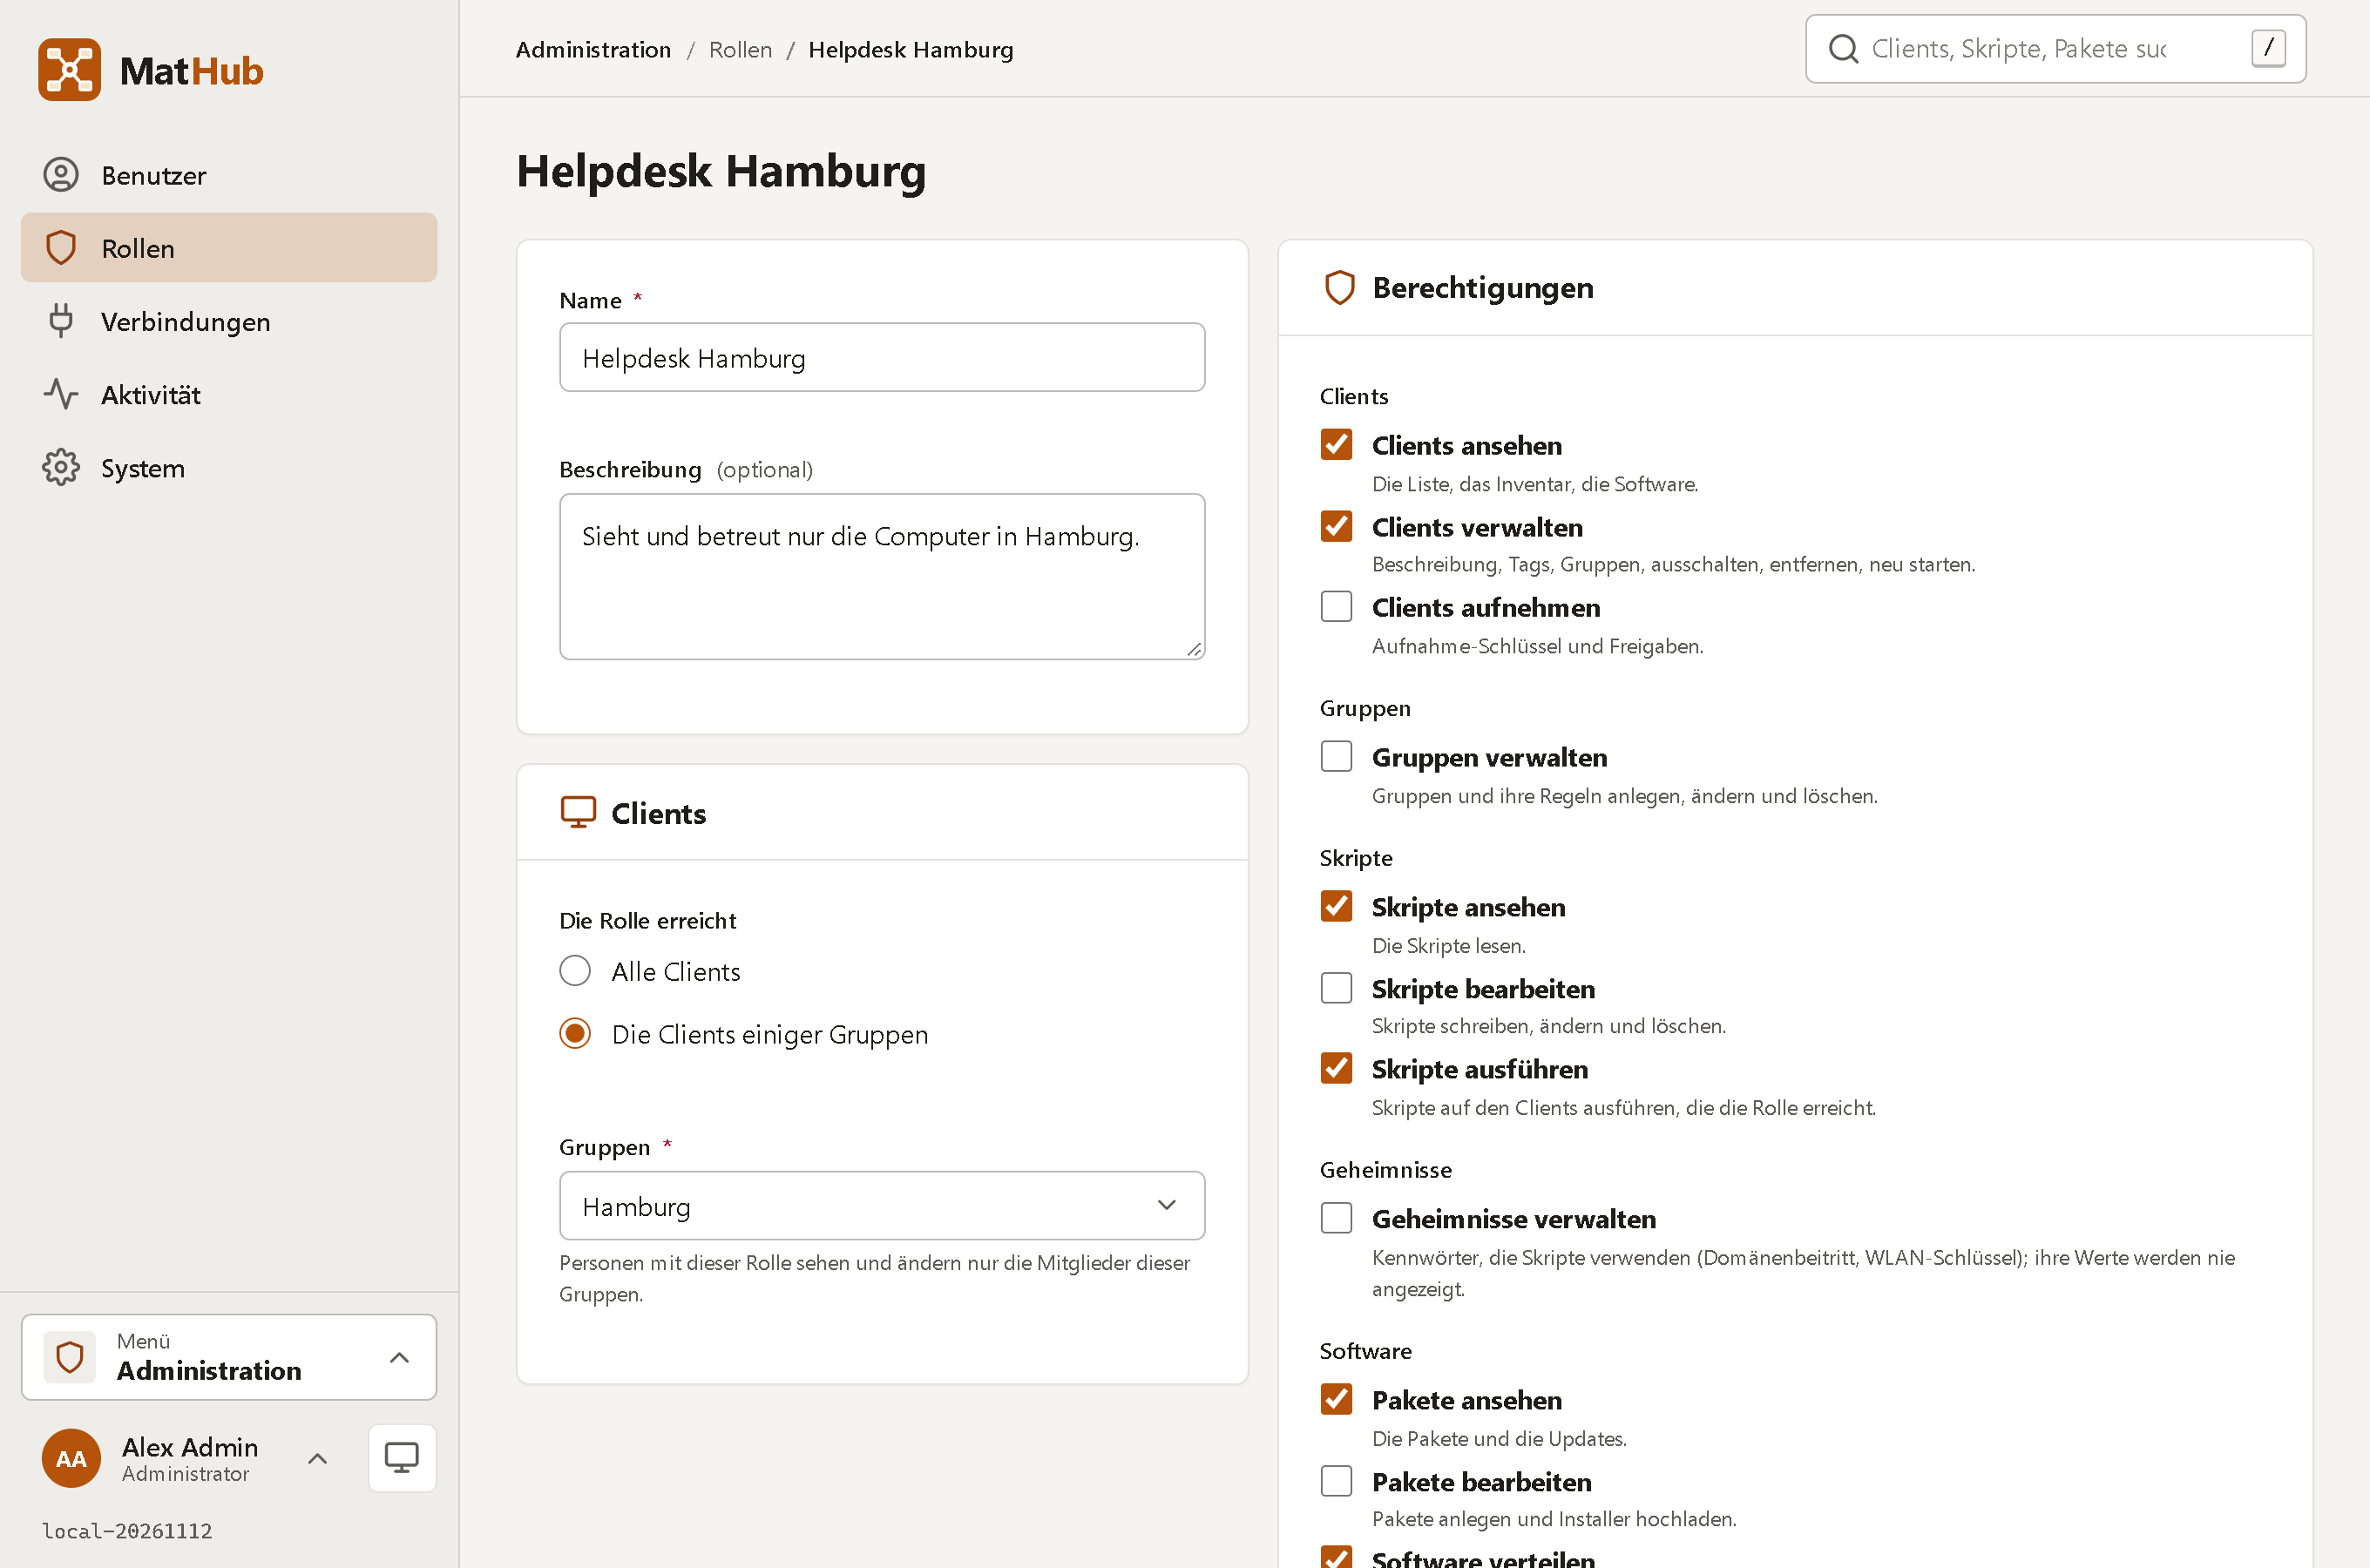 MatHub
Benutzer
Rollen
Verbindungen
Aktivität
System
Menü
Administration
AA
Alex Admin
Administrator
local-20261112
Administration / Rollen / Helpdesk Hamburg
Clients, Skripte, Pakete suc
/
Helpdesk Hamburg
Name *
Helpdesk Hamburg
Beschreibung (optional)
Sieht und betreut nur die Computer in Hamburg.
Clients
Die Rolle erreicht
Alle Clients
Die Clients einiger Gruppen
Gruppen *
Hamburg
Personen mit dieser Rolle sehen und ändern nur die Mitglieder dieser
Gruppen.
Berechtigungen
Clients
Clients ansehen
Die Liste, das Inventar, die Software.
Clients verwalten
Beschreibung, Tags, Gruppen, ausschalten, entfernen, neu starten.
Clients aufnehmen
Aufnahme-Schlüssel und Freigaben.
Gruppen
Gruppen verwalten
Gruppen und ihre Regeln anlegen, ändern und löschen.
Skripte
Skripte ansehen
Die Skripte lesen.
Skripte bearbeiten
Skripte schreiben, ändern und löschen.
Skripte ausführen
Skripte auf den Clients ausführen, die die Rolle erreicht.
Geheimnisse
Geheimnisse verwalten
Kennwörter, die Skripte verwenden (Domänenbeitritt, WLAN-Schlüssel); ihre Werte werden nie
angezeigt.
Software
Pakete ansehen
Die Pakete und die Updates.
Pakete bearbeiten
Pakete anlegen und Installer hochladen.
Software verteilen